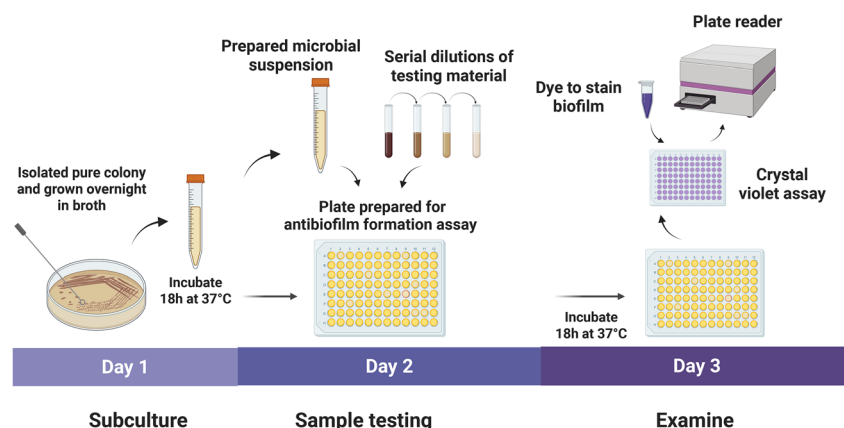 Isolated pure colony
and grown overnight
in broth
Incubate
18h at 37°C
Prepared microbial
suspension
Serial dilutions of
testing material
Plate prepared for
antibiofilm formation assay
Incubate
18h at 37°C
Dye to stain
biofilm
Plate reader
Crystal
violet assay
Day 1
Day 2
Day 3
Subculture
Sample testing
Examine